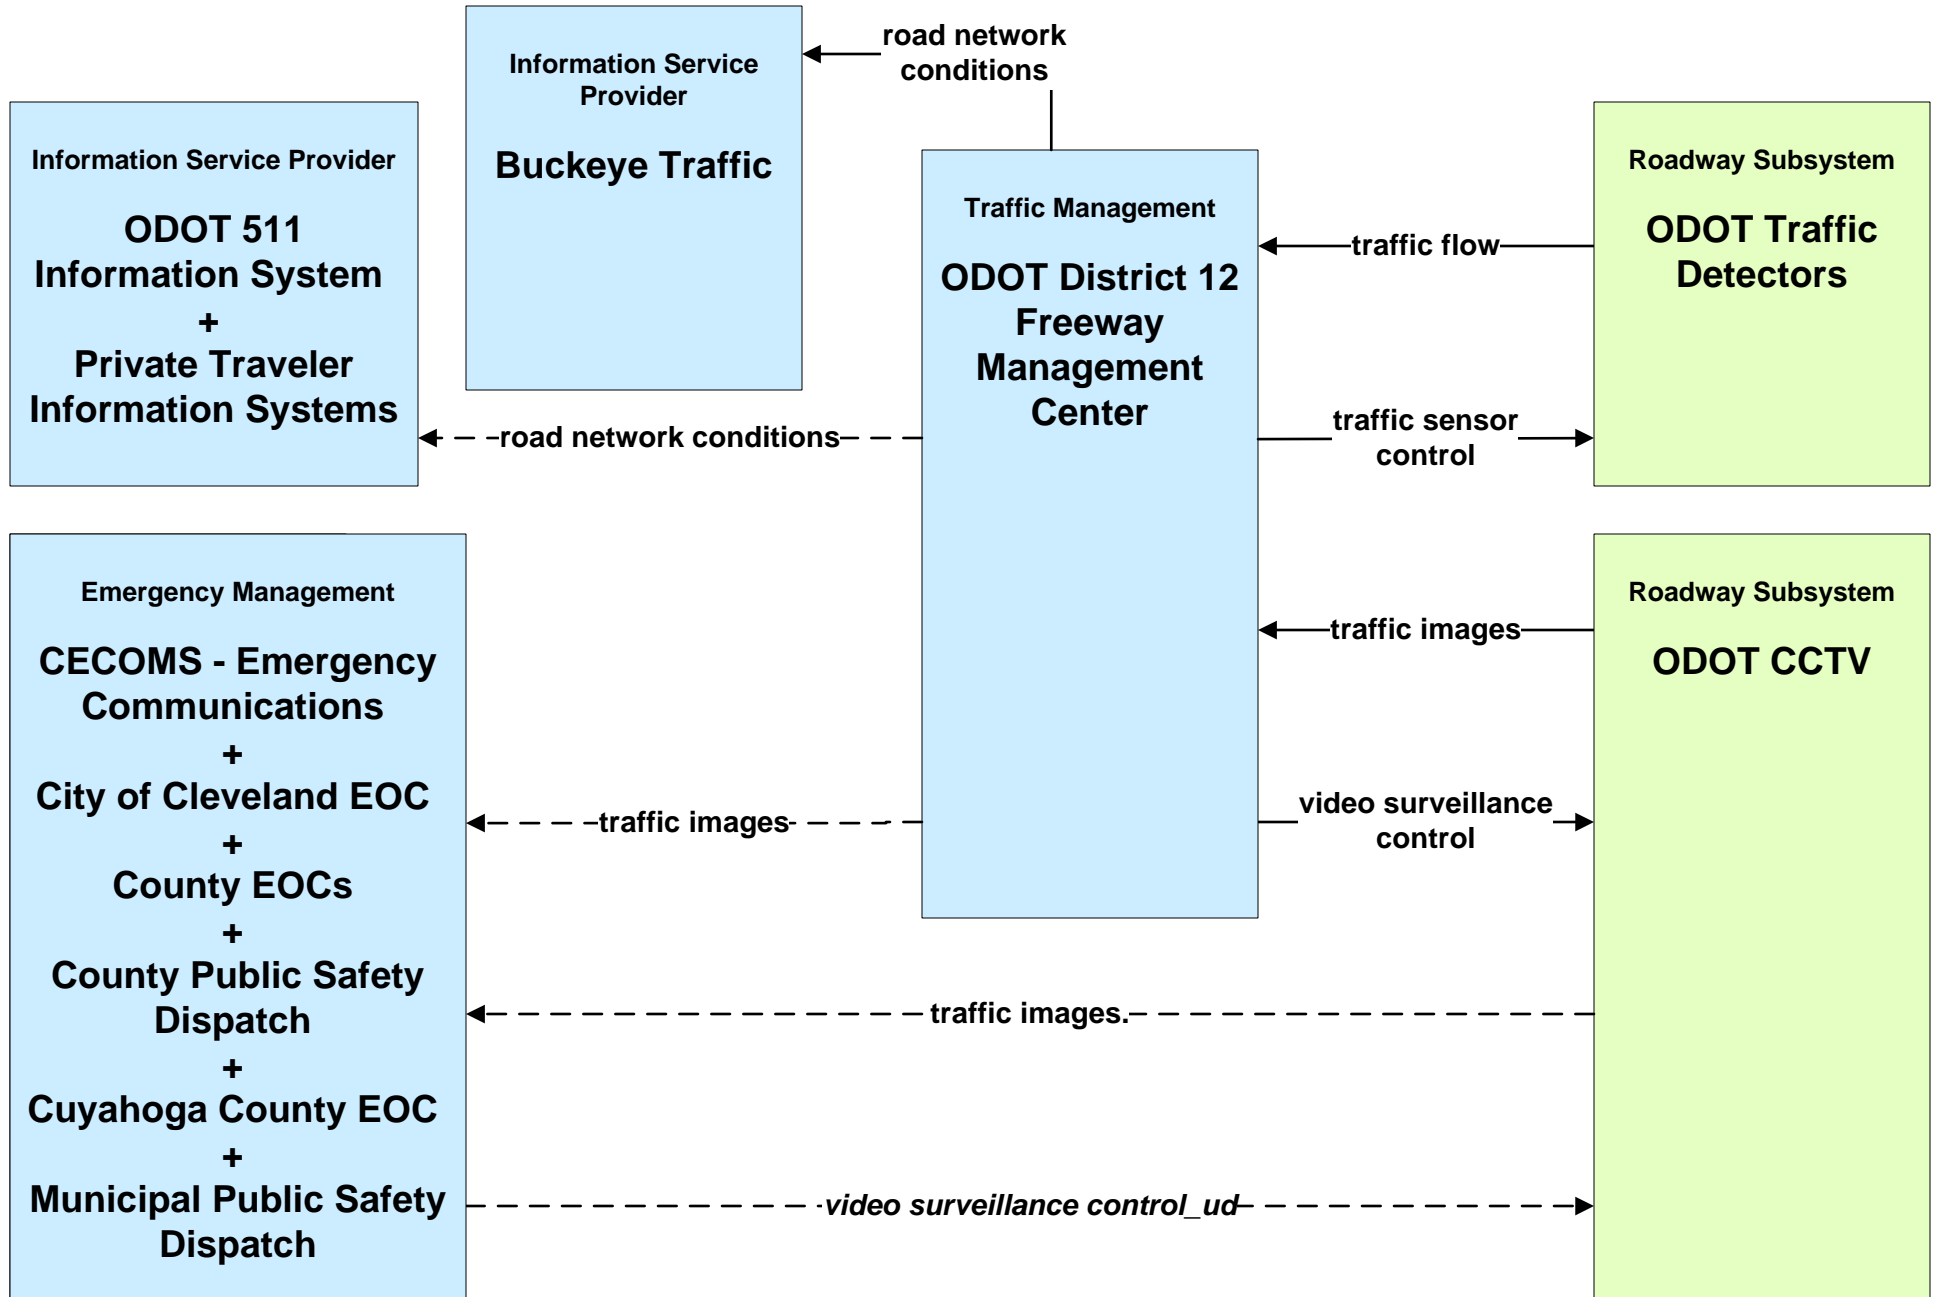 road network
conditions
Information Service
Provider
Buckeye Traffic
Information Service Provider
ODOT 511
Information System
+
Private Traveler
Information Systems
Traffic Management
ODOT District 12
Freeway
Management
Center
Roadway Subsystem
ODOT Traffic
Detectors
traffic flow
traffic sensor
control
road network conditions
Emergency Management
CECOMS - Emergency
Communications
+
City of Cleveland EOC
+
County EOCs
+
County Public Safety
Dispatch
+
Cuyahoga County EOC
+
Municipal Public Safety
Dispatch
Roadway Subsystem
ODOT CCTV
traffic images
video surveillance
control
traffic images
traffic images.
video surveillance control_ud